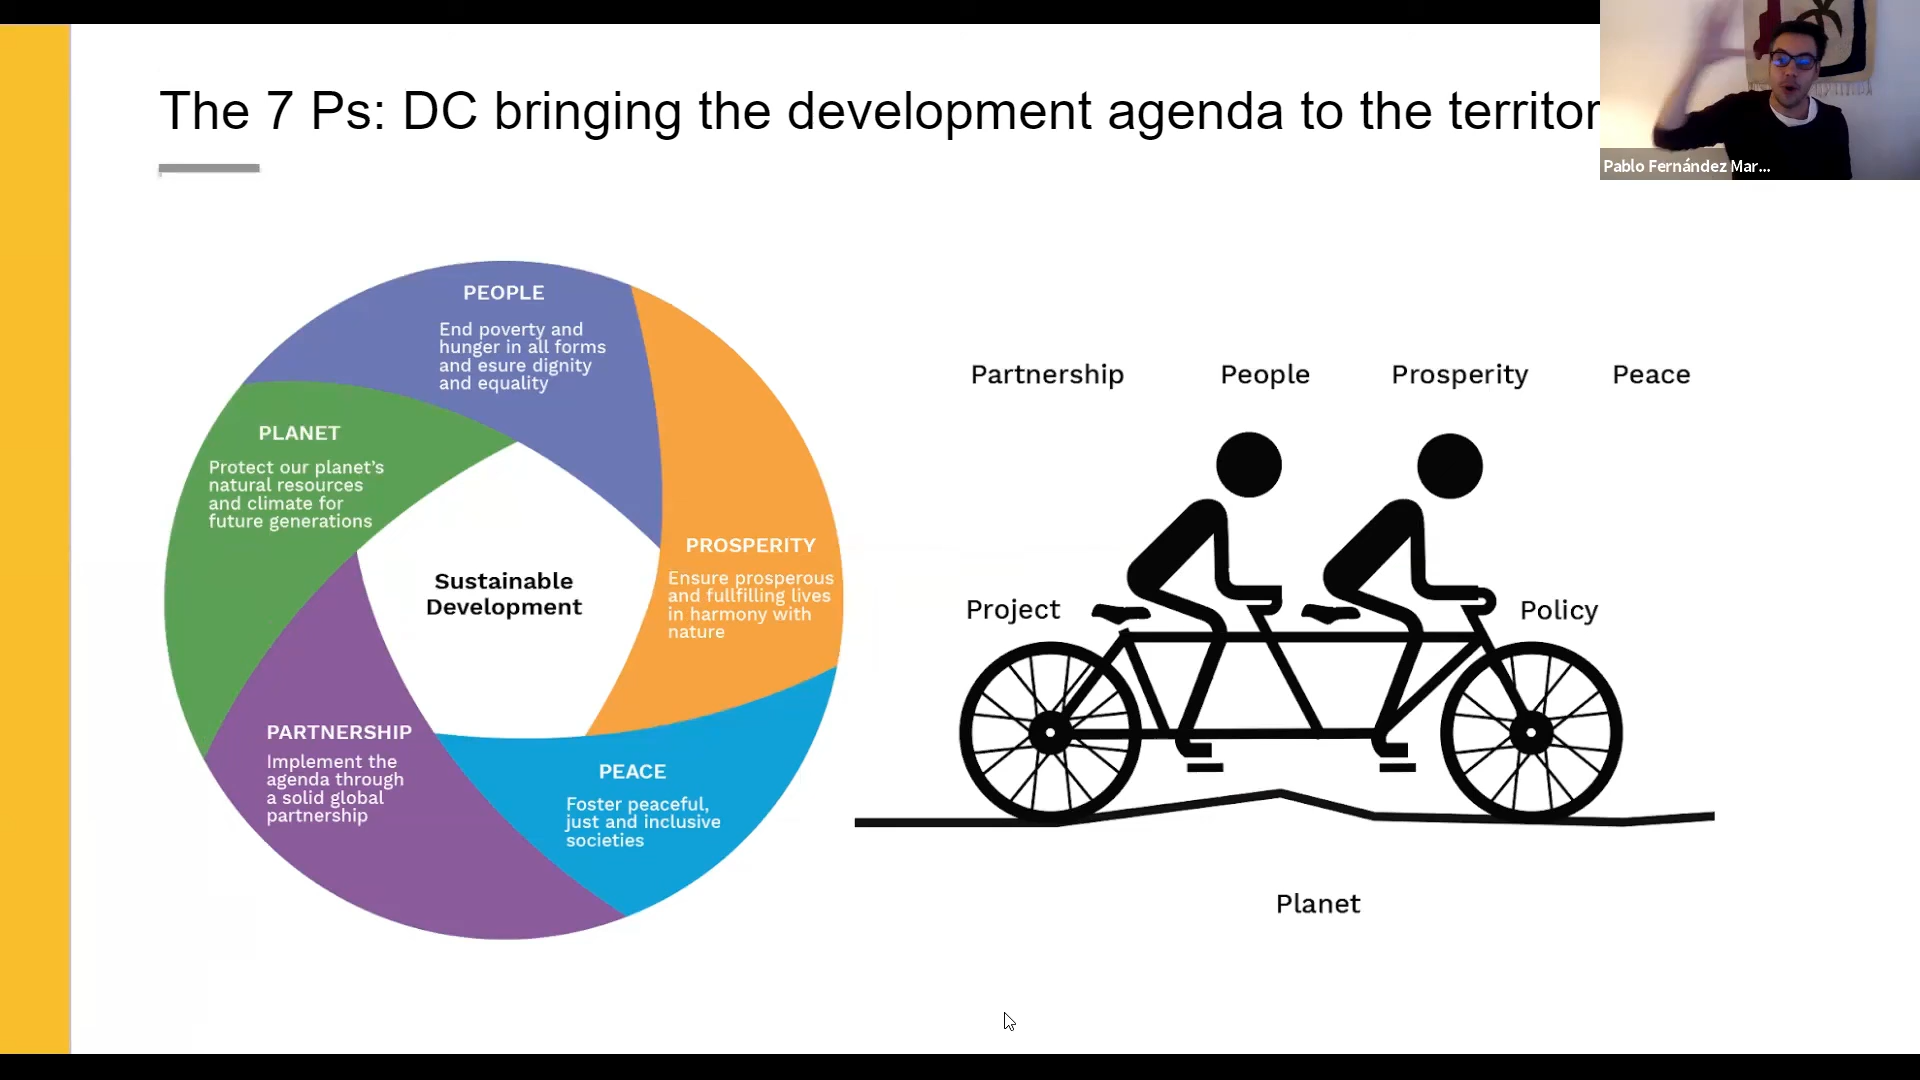 The 7 Ps: DC bringing the development agenda to the
Pablo Fernández Mar...
PEOPLE
End poverty and
hunger in all forms
and esure dignity
and equality
PLANET
Protect our planet's
natural resources
and climate for
future generations
Sustainable
Development
PROSPERITY
Ensure prosperous
and fullfilling lives
in harmony with
nature
PARTNERSHIP
Implement the
agenda through
a solid global
partnership
PEACE
Foster peaceful,
just and inclusive
societies
Partnership People Prosperity Peace
Project Policy
Planet